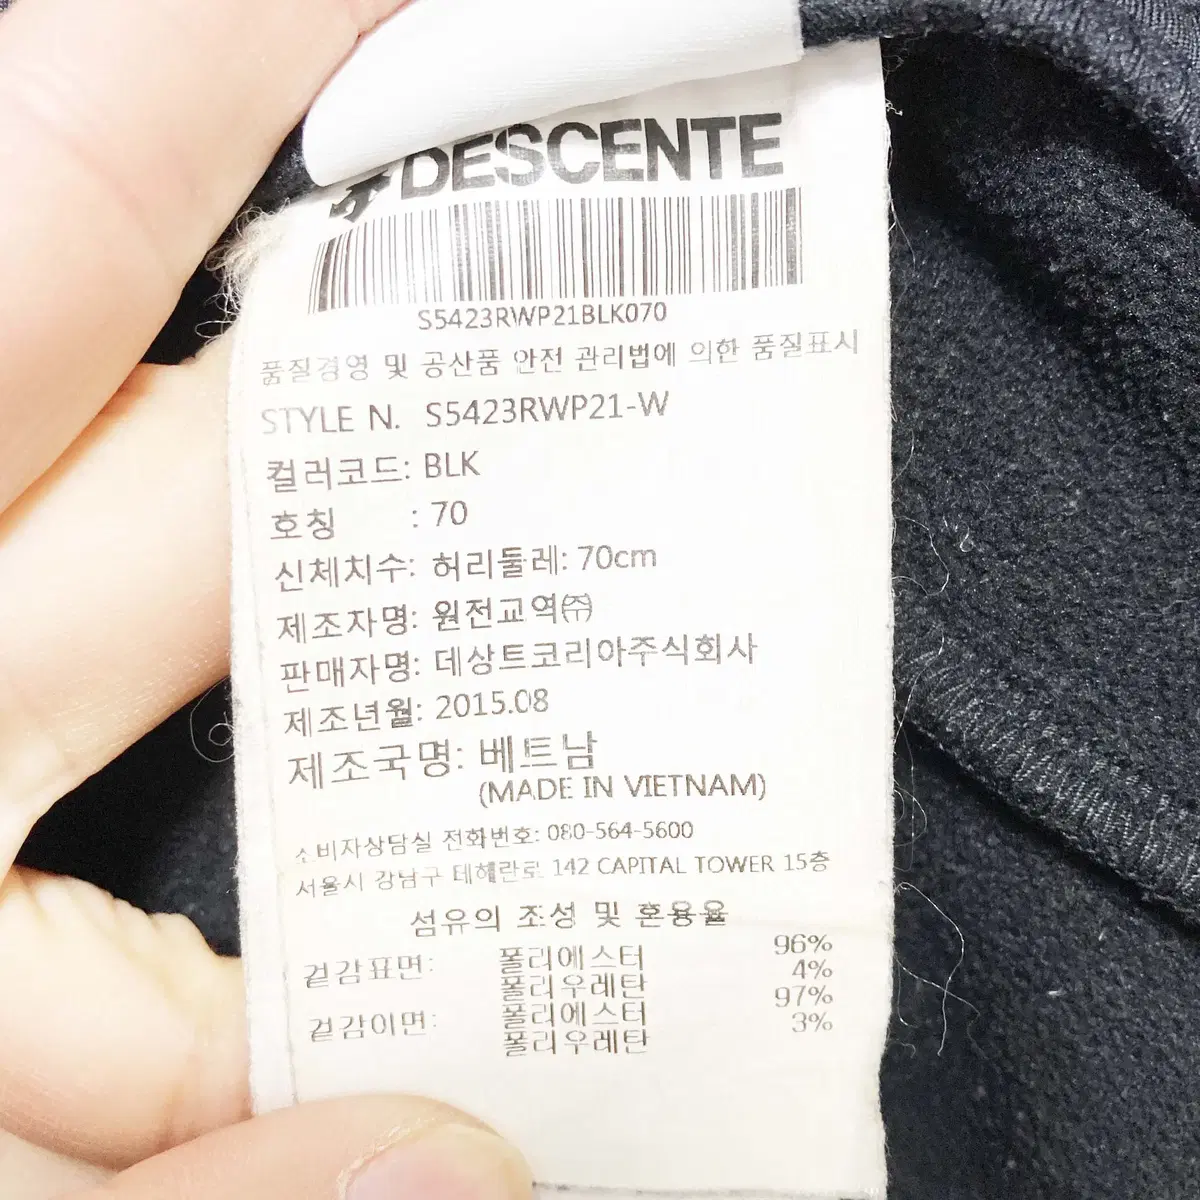 DESCENTE
S5423RWP21BLK070
품질경영 및 공산품 안전 관리법에 의한 품질표시
STYLE N. S5423RWP21-W
컬러코드: BLK
호칭 : 70
신체치수: 허리둘레: 70cm
제조자명: 원전교역㈜
판매자명: 데상트코리아주식회사
제조년월: 2015.08
제조국명: 베트남
(MADE IN VIETNAM)
소비자상담실 전화번호: 080-564-5600
서울시 강남구 테헤란로 142 CAPITAL TOWER 15층
섬유의 조성 및 혼용율
겉감표면: 폴리에스터 96%
폴리우레탄 4%
겉감이면: 폴리에스터 97%
폴리우레탄 3%